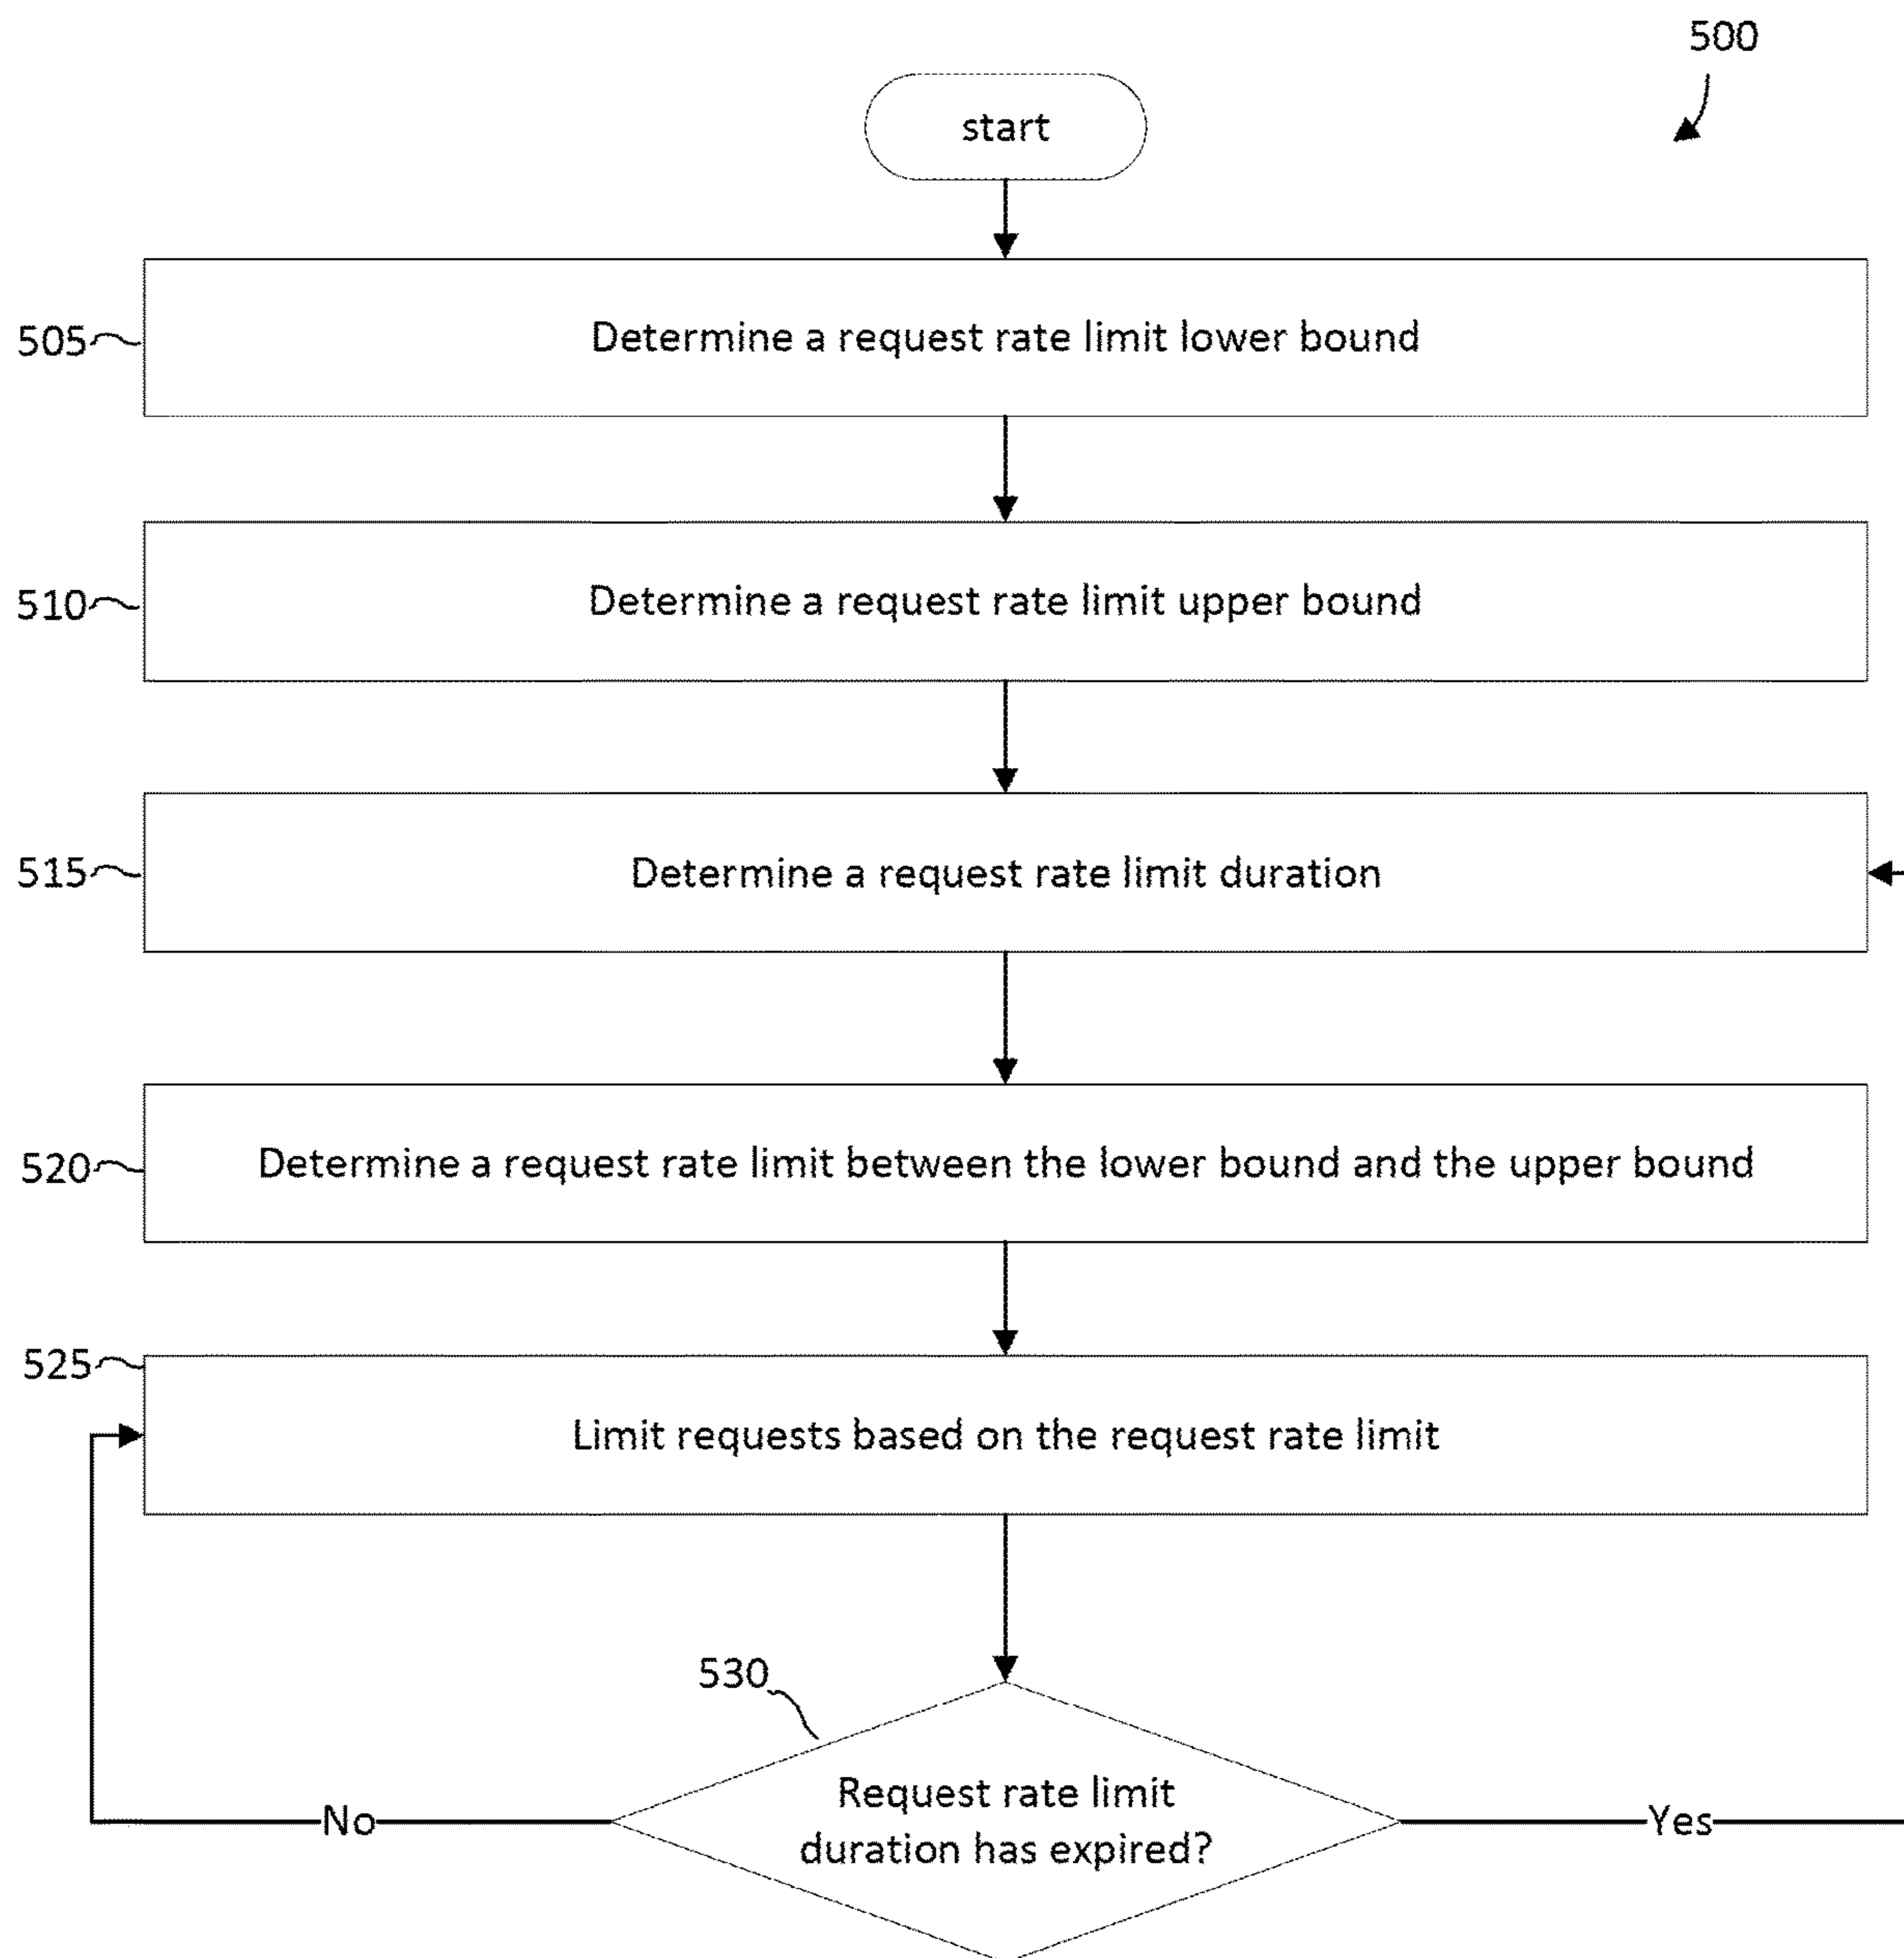 500
start
505
Determine a request rate limit lower bound
510
Determine a request rate limit upper bound
515
Determine a request rate limit duration
520
Determine a request rate limit between the lower bound and the upper bound
525
Limit requests based on the request rate limit
530
Request rate limit
duration has expired?
No
Yes